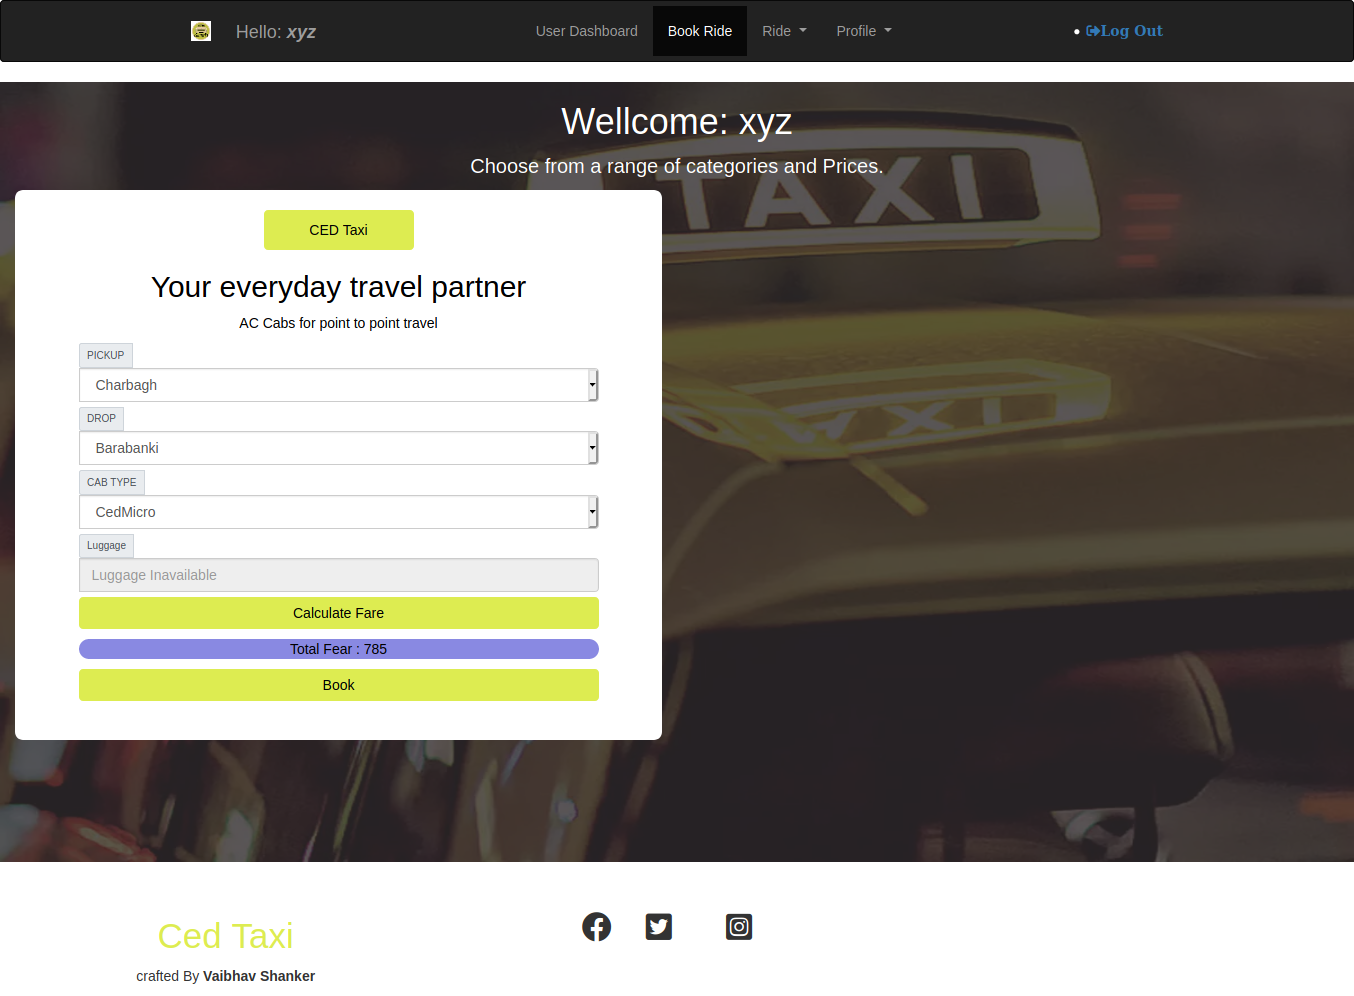 Hello: xyz
User Dashboard
Book Ride
Ride
Profile
Log Out
Wellcome: xyz
Choose from a range of categories and Prices.
TAXI
CED Taxi
Your everyday travel partner
AC Cabs for point to point travel
PICKUP
Charbagh
DROP
Barabanki
CAB TYPE
CedMicro
Luggage
Luggage Inavailable
Calculate Fare
Total Fear : 785
Book
Ced Taxi
crafted By Vaibhav Shanker